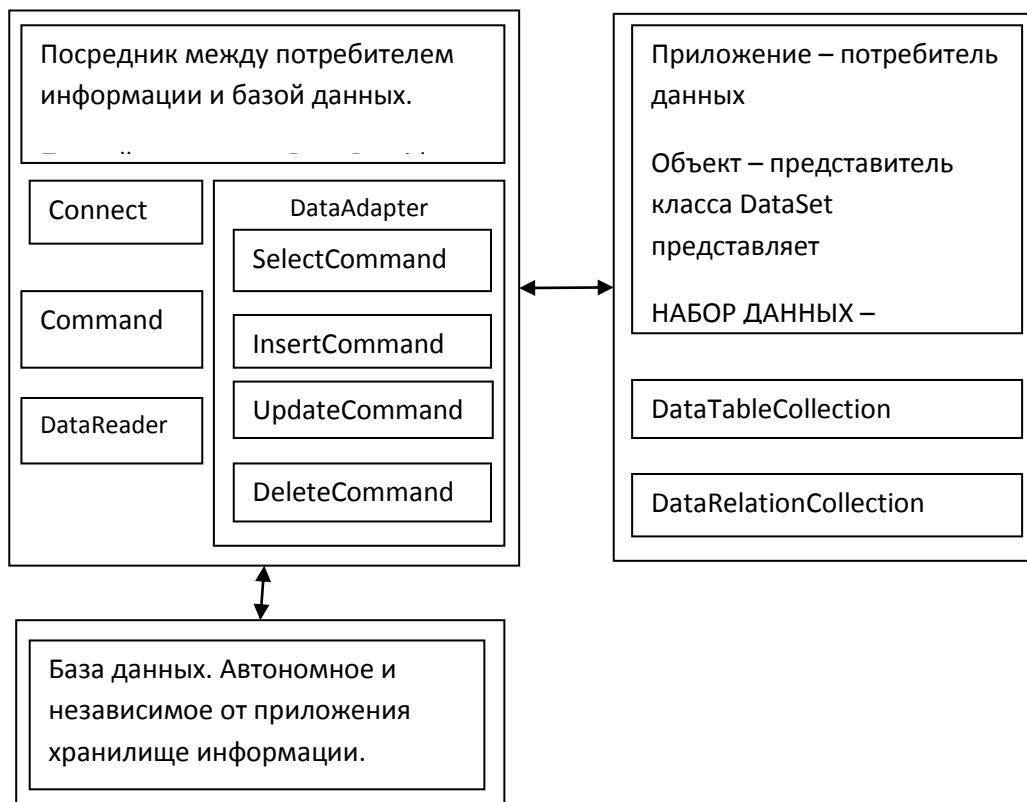 Посредник между потребителем
информации и базой данных.
Connect
Command
DataReader
DataAdapter
SelectCommand
InsertCommand
UpdateCommand
DeleteCommand
Приложение – потребитель
данных
Объект – представитель
класса DataSet
представляет
НАБОР ДАННЫХ –
DataTableCollection
DataRelationCollection
База данных. Автономное и
независимое от приложения
хранилище информации.